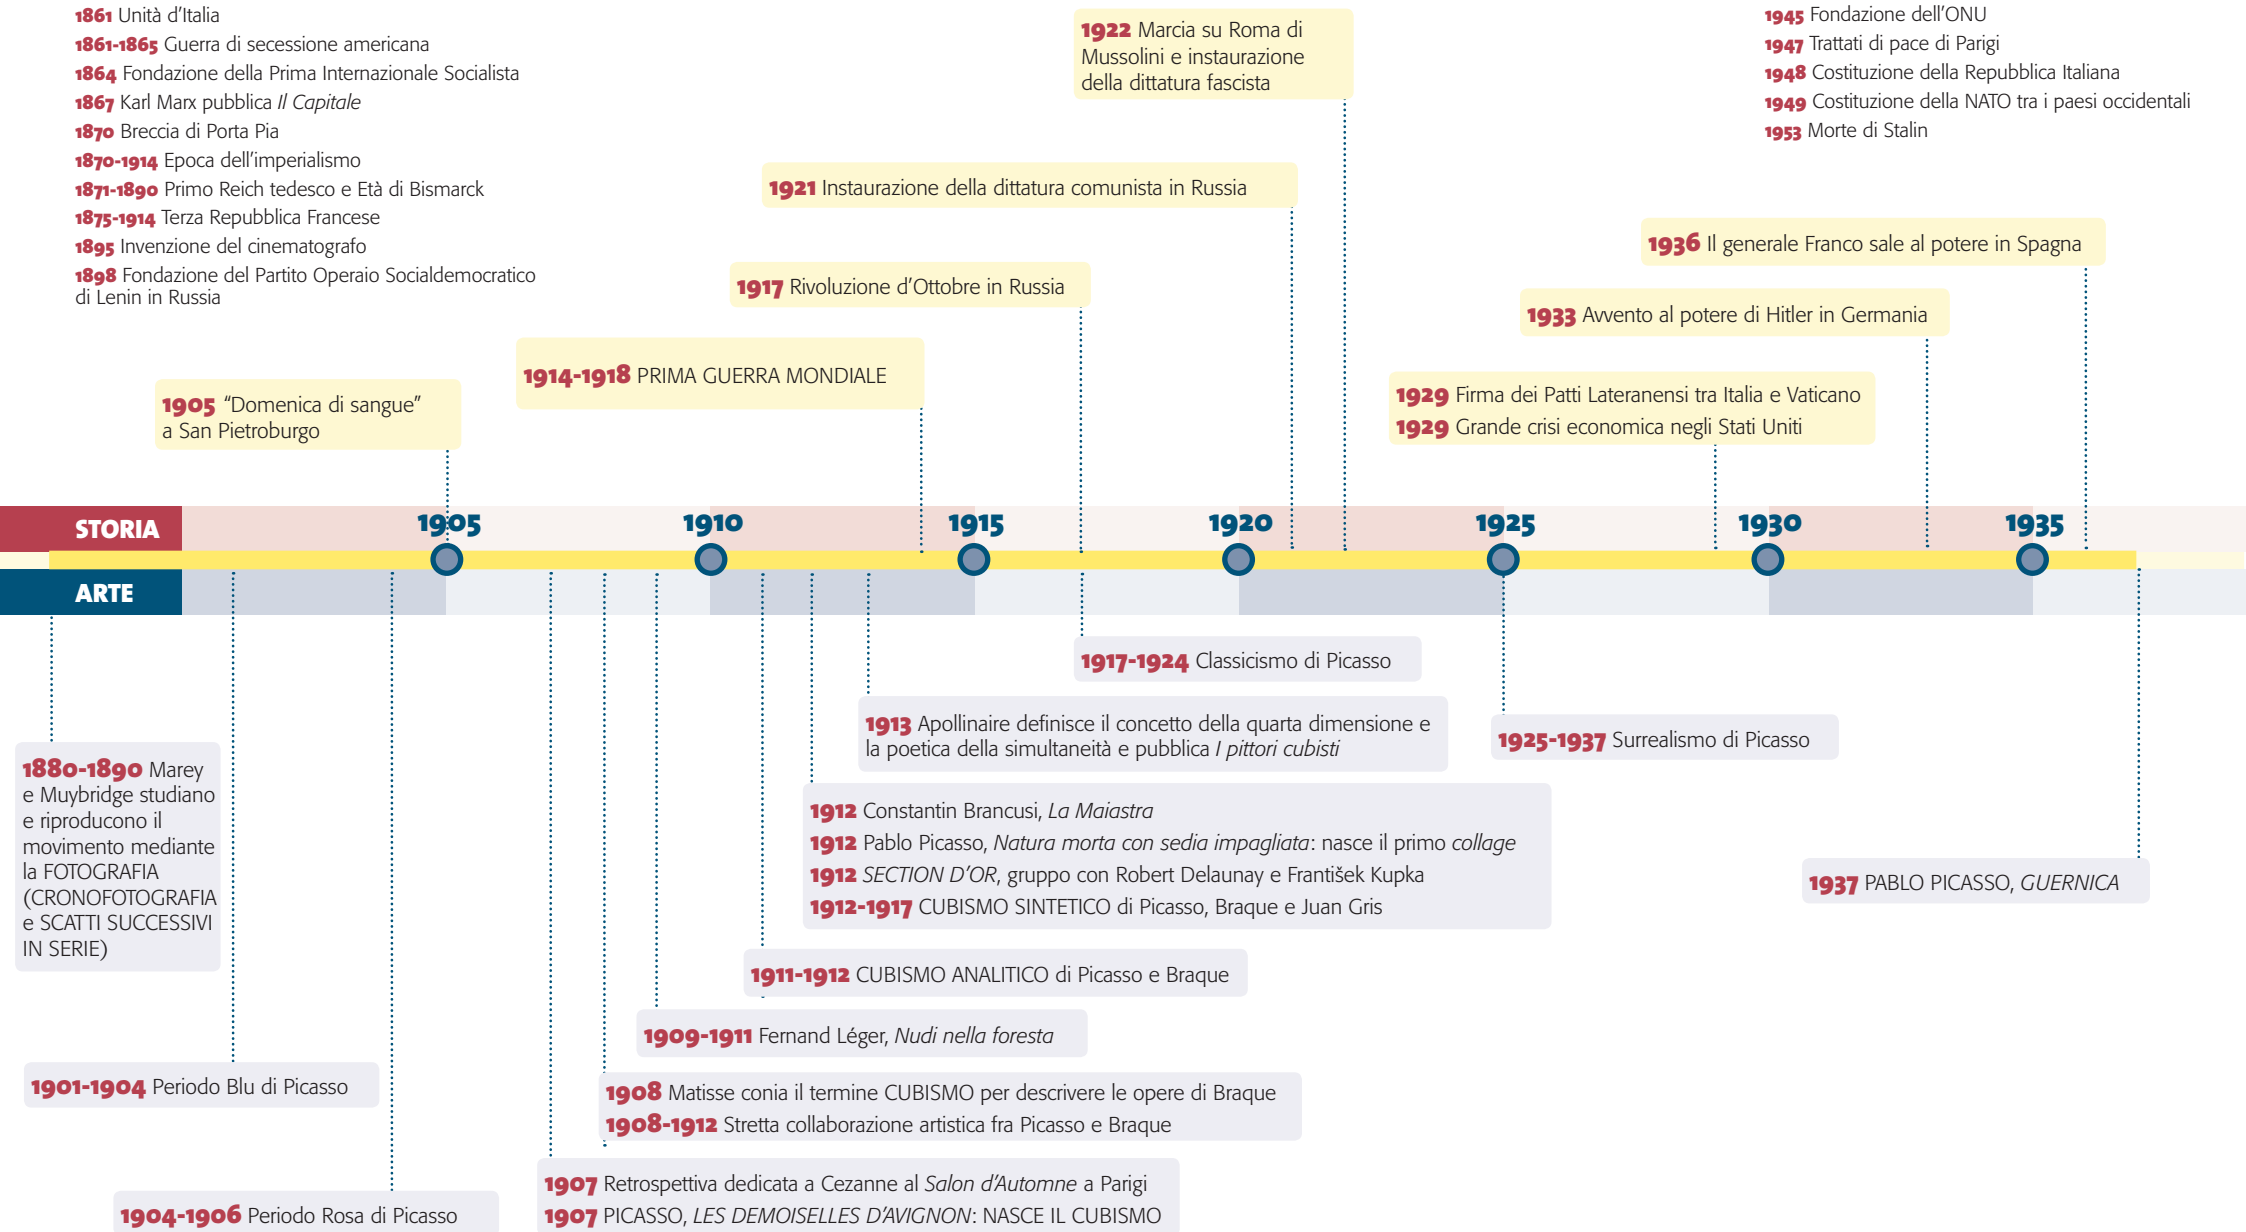 1861 Unità d'Italia
1861-1865 Guerra di secessione americana
1864 Fondazione della Prima Internazionale Socialista
1867 Karl Marx pubblica Il Capitale
1870 Breccia di Porta Pia
1870-1914 Epoca dell'imperialismo
1871-1890 Primo Reich tedesco e Età di Bismarck
1875-1914 Terza Repubblica Francese
1895 Invenzione del cinematografo
1898 Fondazione del Partito Operaio Socialdemocratico
di Lenin in Russia
1922 Marcia su Roma di
Mussolini e instaurazione
della dittatura fascista
1945 Fondazione dell'ONU
1947 Trattati di pace di Parigi
1948 Costituzione della Repubblica Italiana
1949 Costituzione della NATO tra i paesi occidentali
1953 Morte di Stalin
1921 Instaurazione della dittatura comunista in Russia
1936 Il generale Franco sale al potere in Spagna
1917 Rivoluzione d'Ottobre in Russia
1933 Avvento al potere di Hitler in Germania
1914-1918 PRIMA GUERRA MONDIALE
1929 Firma dei Patti Lateranensi tra Italia e Vaticano
1929 Grande crisi economica negli Stati Uniti
1905 "Domenica di sangue"
a San Pietroburgo
STORIA
1905 1910 1915 1920 1925 1930 1935
ARTE
1917-1924 Classicismo di Picasso
1913 Apollinaire definisce il concetto della quarta dimensione e
la poetica della simultaneità e pubblica I pittori cubisti
1925-1937 Surrealismo di Picasso
1880-1890 Marey
e Muybridge studiano
e riproducono il
movimento mediante
la FOTOGRAFIA
(CRONOFOTOGRAFIA
e SCATTI SUCCESSIVI
IN SERIE)
1912 Constantin Brancusi, La Maiastra
1912 Pablo Picasso, Natura morta con sedia impagliata: nasce il primo collage
1912 SECTION D'OR, gruppo con Robert Delaunay e František Kupka
1912-1917 CUBISMO SINTETICO di Picasso, Braque e Juan Gris
1937 PABLO PICASSO, GUERNICA
1911-1912 CUBISMO ANALITICO di Picasso e Braque
1909-1911 Fernand Léger, Nudi nella foresta
1901-1904 Periodo Blu di Picasso
1908 Matisse conia il termine CUBISMO per descrivere le opere di Braque
1908-1912 Stretta collaborazione artistica fra Picasso e Braque
1907 Retrospettiva dedicata a Cezanne al Salon d'Automne a Parigi
1907 PICASSO, LES DEMOISELLES D'AVIGNON: NASCE IL CUBISMO
1904-1906 Periodo Rosa di Picasso